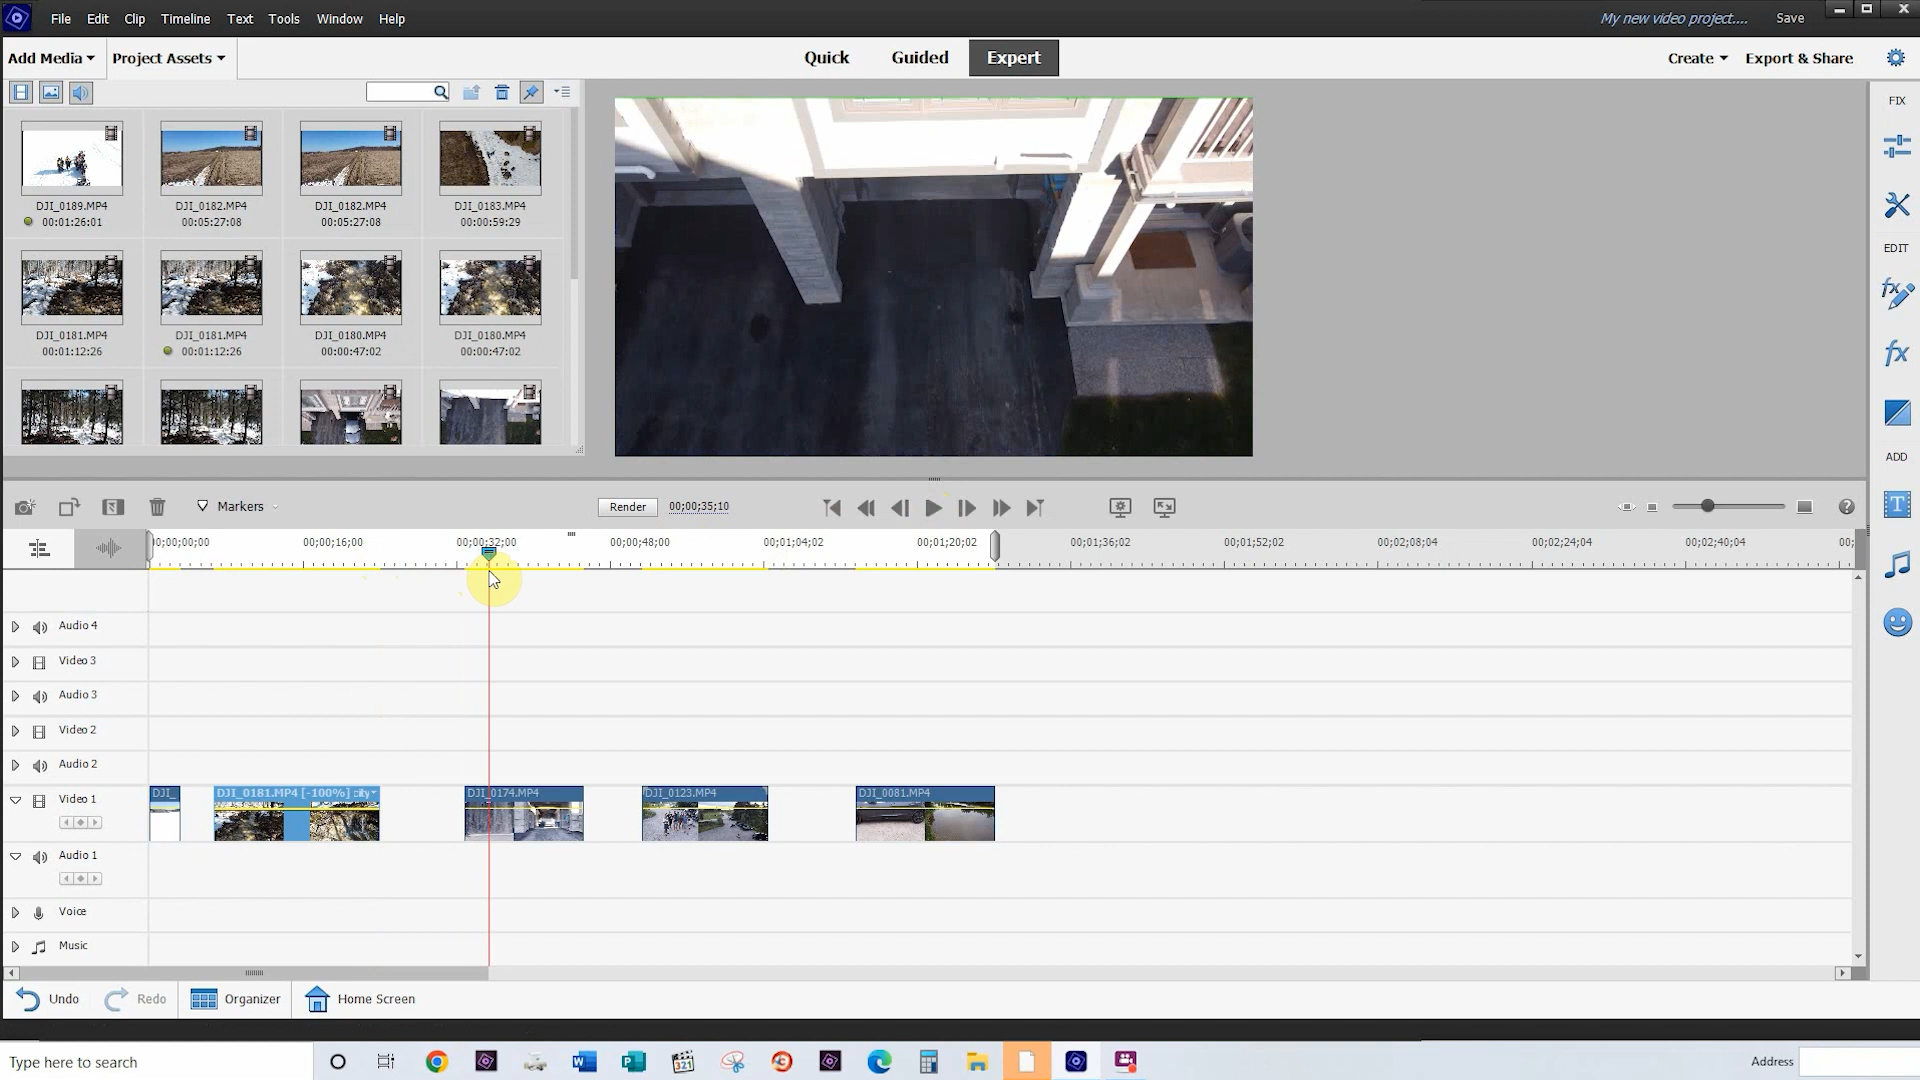 File Edit Clip Timeline Text Tools Window Help
My new video project.... Save
Add Media Project Assets
Quick Guided Expert
Create Export & Share
FIX
DJI_0189.MP4 DJI_0182.MP4 DJI_0182.MP4 DJI_0183.MP4
00:01:26:01 00:05:27:08 00:05:27:08 00:00:59:29
EDIT
DJI_0181.MP4 DJI_0181.MP4 DJI_0180.MP4 DJI_0180.MP4
00:01:12:26 00:01:12:26 00:00:47:02 00:00:47:02
ADD
Markers Render 00;00;35;10
00;00;00;00 00;00;16;00 00;00;32;00 00;00;48;00 00;01;04;02 00;01;20;02 00;01;36;02 00;01;52;02 00;02;08;04 00;02;24;04 00;02;40;04 00;
Audio 4
Video 3
Audio 3
Video 2
Audio 2
Video 1 DJI_ DJI_0181.MP4 [-100%] DJI_0174.MP4 DJI_0123.MP4 DJI_0081.MP4
Audio 1
Voice
Music
Undo Redo Organizer Home Screen
Type here to search
321
Address